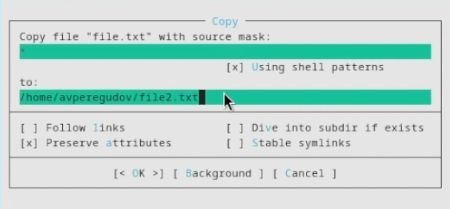 Copy
Copy file "file.txt" with source mask:
*
[x] Using shell patterns
to:
/home/avperegudov/file2.txt
[ ] Follow links [ ] Dive into subdir if exists
[x] Preserve attributes [ ] Stable symlinks
[< OK >] [ Background ] [ Cancel ]